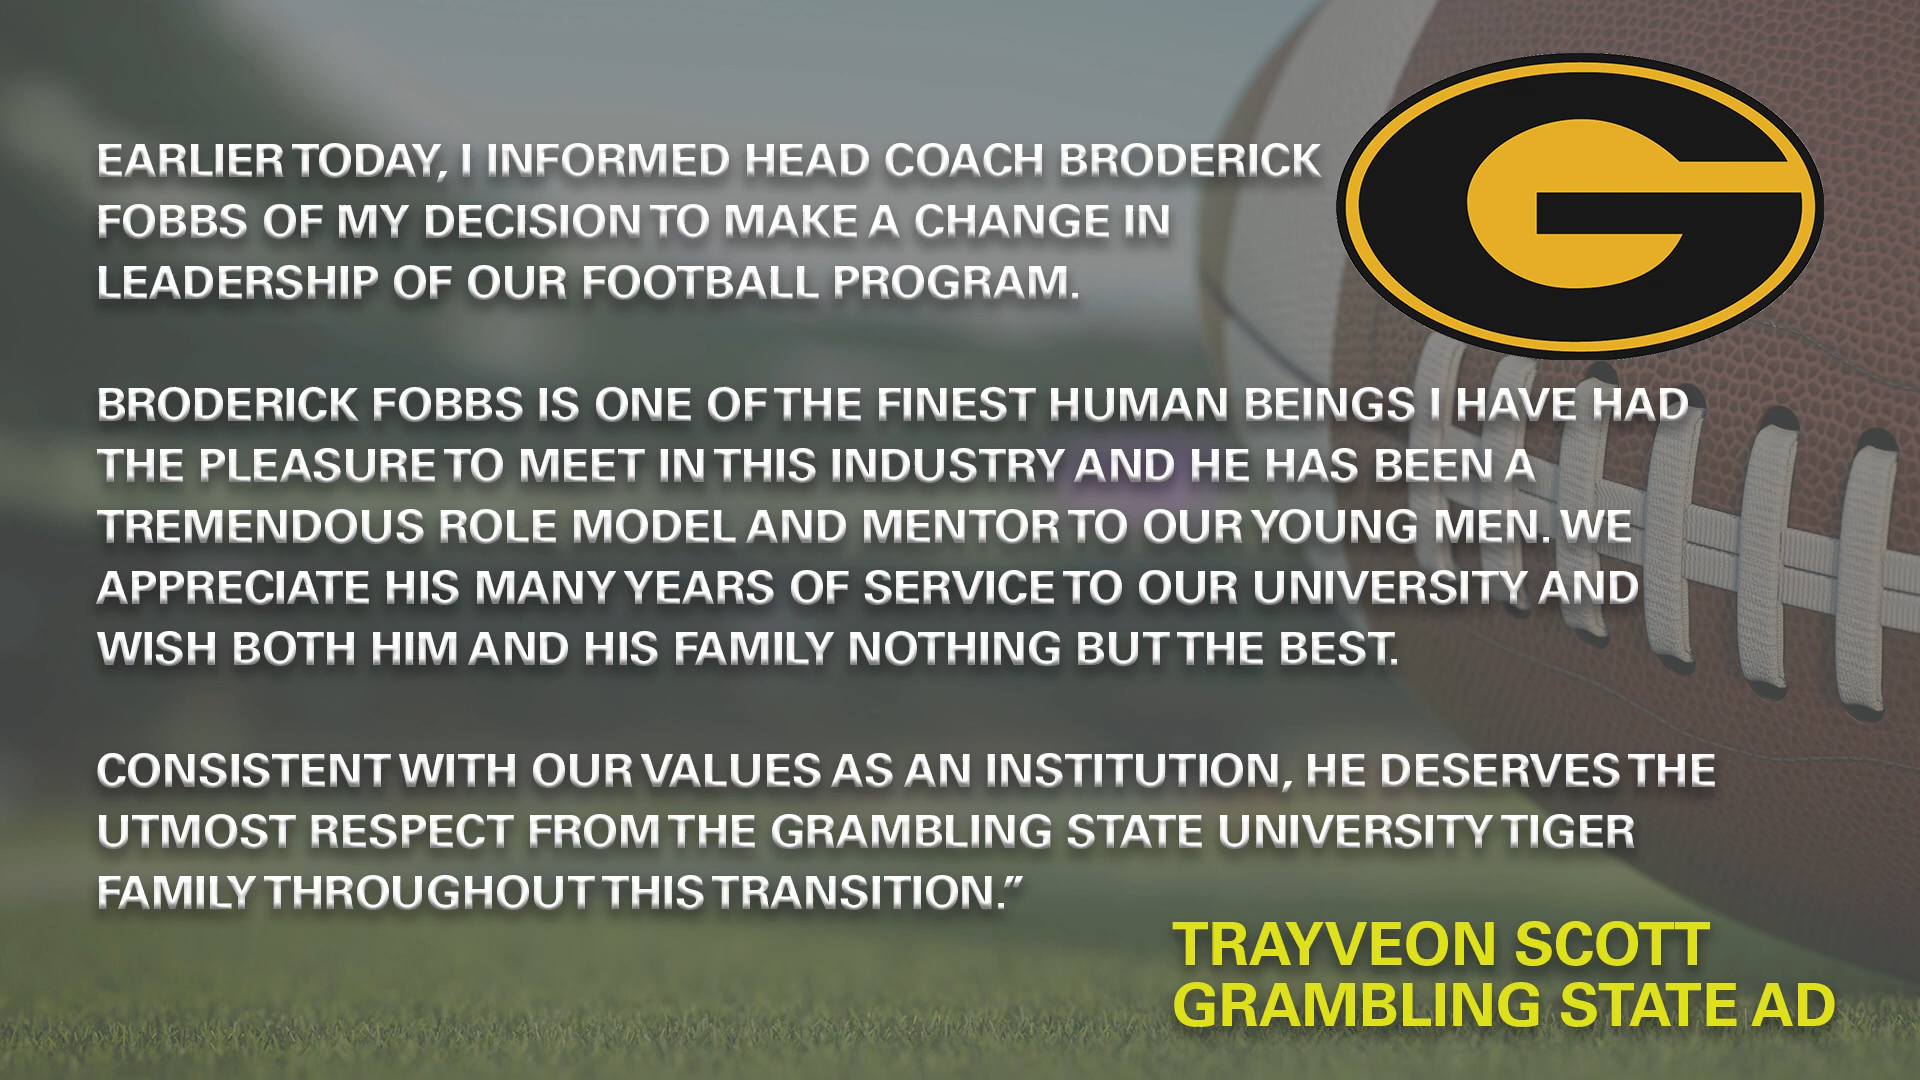 EARLIER TODAY, I INFORMED HEAD COACH BRODERICK
FOBBS OF MY DECISION TO MAKE A CHANGE IN
LEADERSHIP OF OUR FOOTBALL PROGRAM.
BRODERICK FOBBS IS ONE OF THE FINEST HUMAN BEINGS I HAVE HAD
THE PLEASURE TO MEET IN THIS INDUSTRY AND HE HAS BEEN A
TREMENDOUS ROLE MODEL AND MENTOR TO OUR YOUNG MEN. WE
APPRECIATE HIS MANY YEARS OF SERVICE TO OUR UNIVERSITY AND
WISH BOTH HIM AND HIS FAMILY NOTHING BUT THE BEST.
CONSISTENT WITH OUR VALUES AS AN INSTITUTION, HE DESERVES THE
UTMOST RESPECT FROM THE GRAMBLING STATE UNIVERSITY TIGER
FAMILY THROUGHOUT THIS TRANSITION.”
TRAYVEON SCOTT
GRAMBLING STATE AD
G